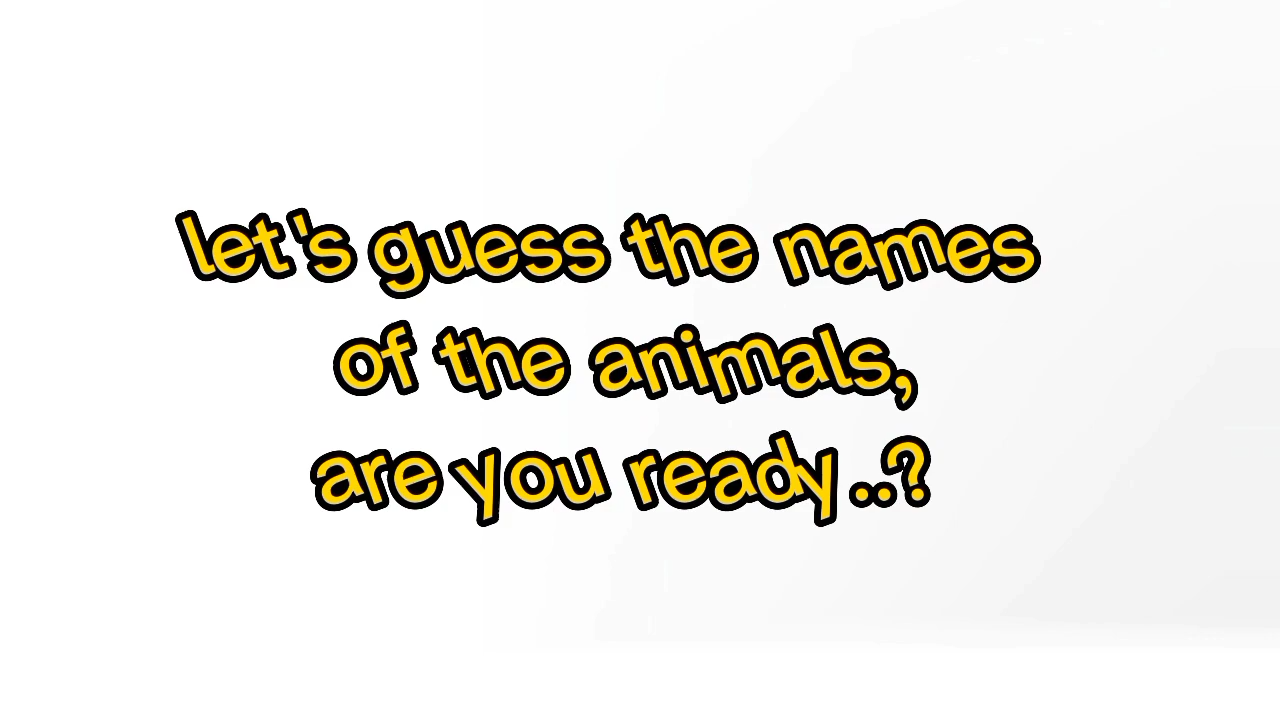 let's guess the names
of the animals,
are you ready..?